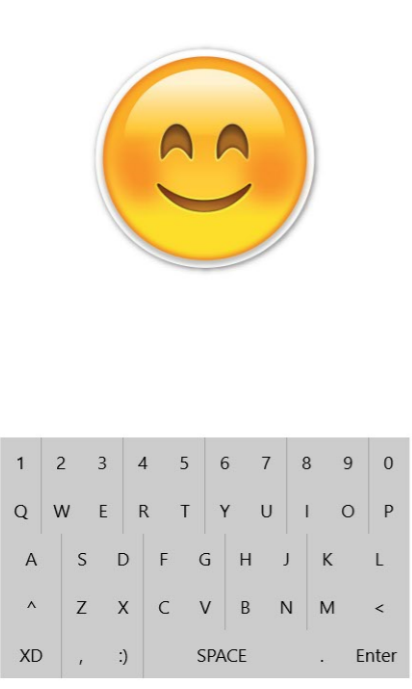 1 2 3 4 5 6 7 8 9 0
Q W E R T Y U I O P
A S D F G H J K L
^ Z X C V B N M <
XD , :) SPACE . Enter